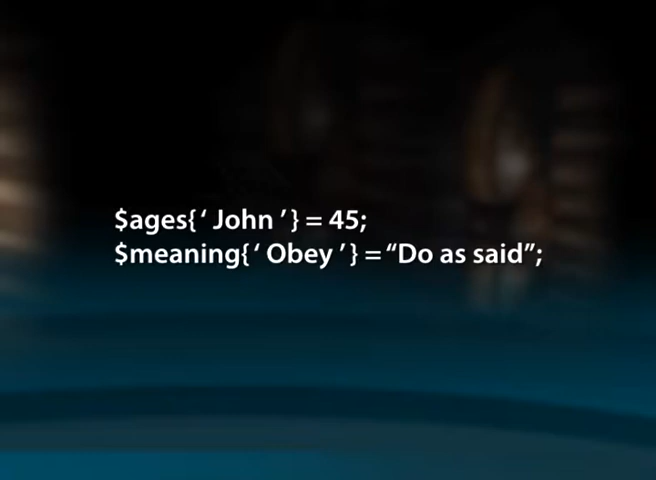 $ages{‘ John ’} = 45;
$meaning{‘ Obey ’} = “Do as said”;